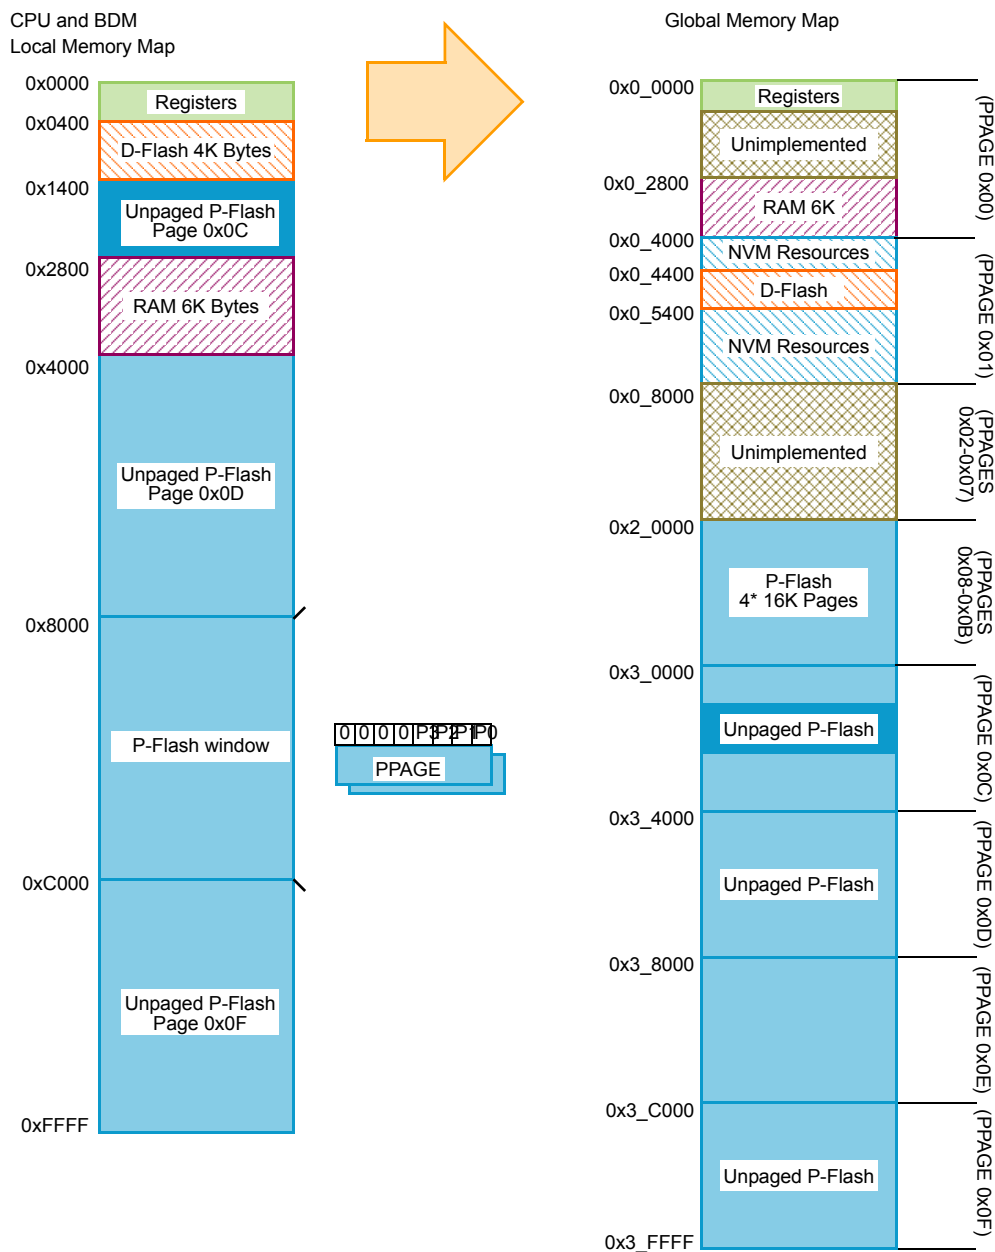 CPU and BDM
Local Memory Map
0x0000
Registers
0x0400
D-Flash 4K Bytes
0x1400
Unpaged P-Flash
Page 0x0C
0x2800
RAM 6K Bytes
0x4000
Unpaged P-Flash
Page 0x0D
0x8000
P-Flash window
0xC000
Unpaged P-Flash
Page 0x0F
0xFFFF
0 0 0 0 P3 P2 P1 P0
PPAGE
Global Memory Map
0x0_0000
Registers
Unimplemented
0x0_2800
RAM 6K
(PPAGE 0x00)
0x0_4000
NVM Resources
0x0_4400
D-Flash
0x0_5400
NVM Resources
(PPAGE 0x01)
0x0_8000
Unimplemented
(PPAGES
0x02-0x07)
0x2_0000
P-Flash
4* 16K Pages
(PPAGES
0x08-0x0B)
0x3_0000
Unpaged P-Flash
(PPAGE 0x0C)
0x3_4000
Unpaged P-Flash
(PPAGE 0x0D)
0x3_8000
(PPAGE 0x0E)
0x3_C000
Unpaged P-Flash
(PPAGE 0x0F)
0x3_FFFF